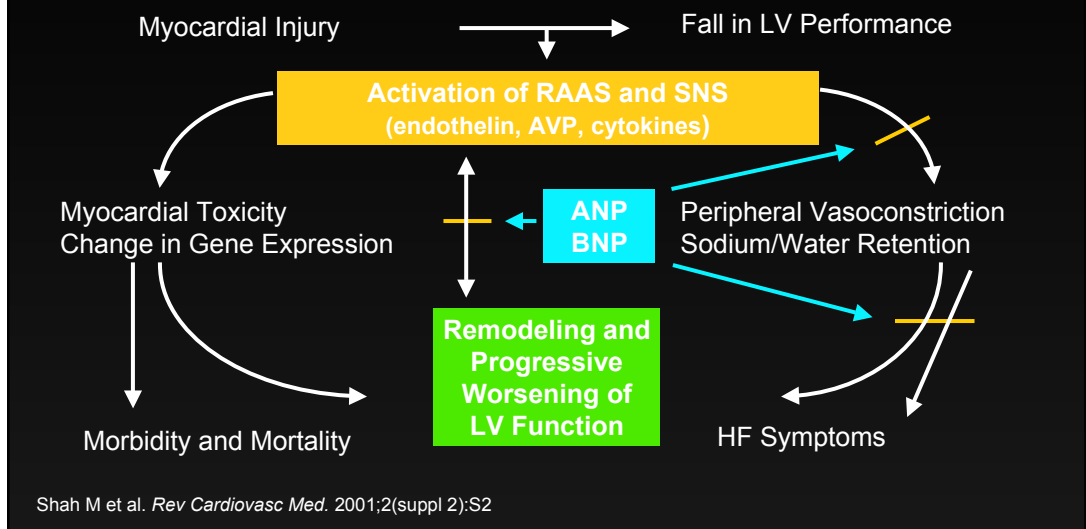 Myocardial Injury
Fall in LV Performance
Activation of RAAS and SNS
(endothelin, AVP, cytokines)
Myocardial Toxicity
Change in Gene Expression
ANP
BNP
Peripheral Vasoconstriction
Sodium/Water Retention
Remodeling and
Progressive
Worsening of
LV Function
Morbidity and Mortality
HF Symptoms
Shah M et al. Rev Cardiovasc Med. 2001;2(suppl 2):S2